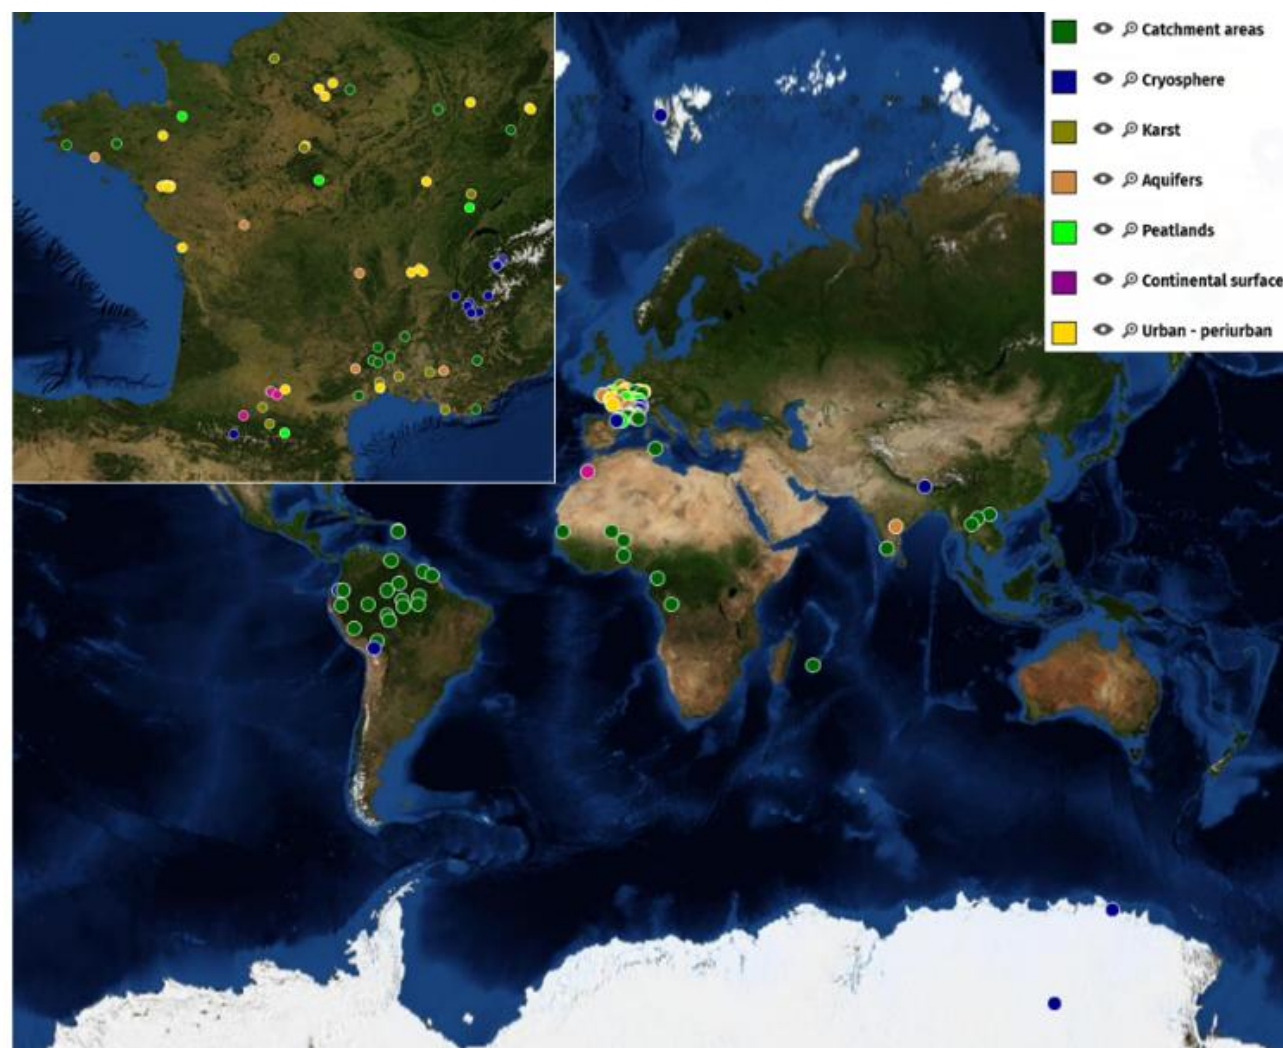 Catchment areas
Cryosphere
Karst
Aquifers
Peatlands
Continental surface
Urban - periurban